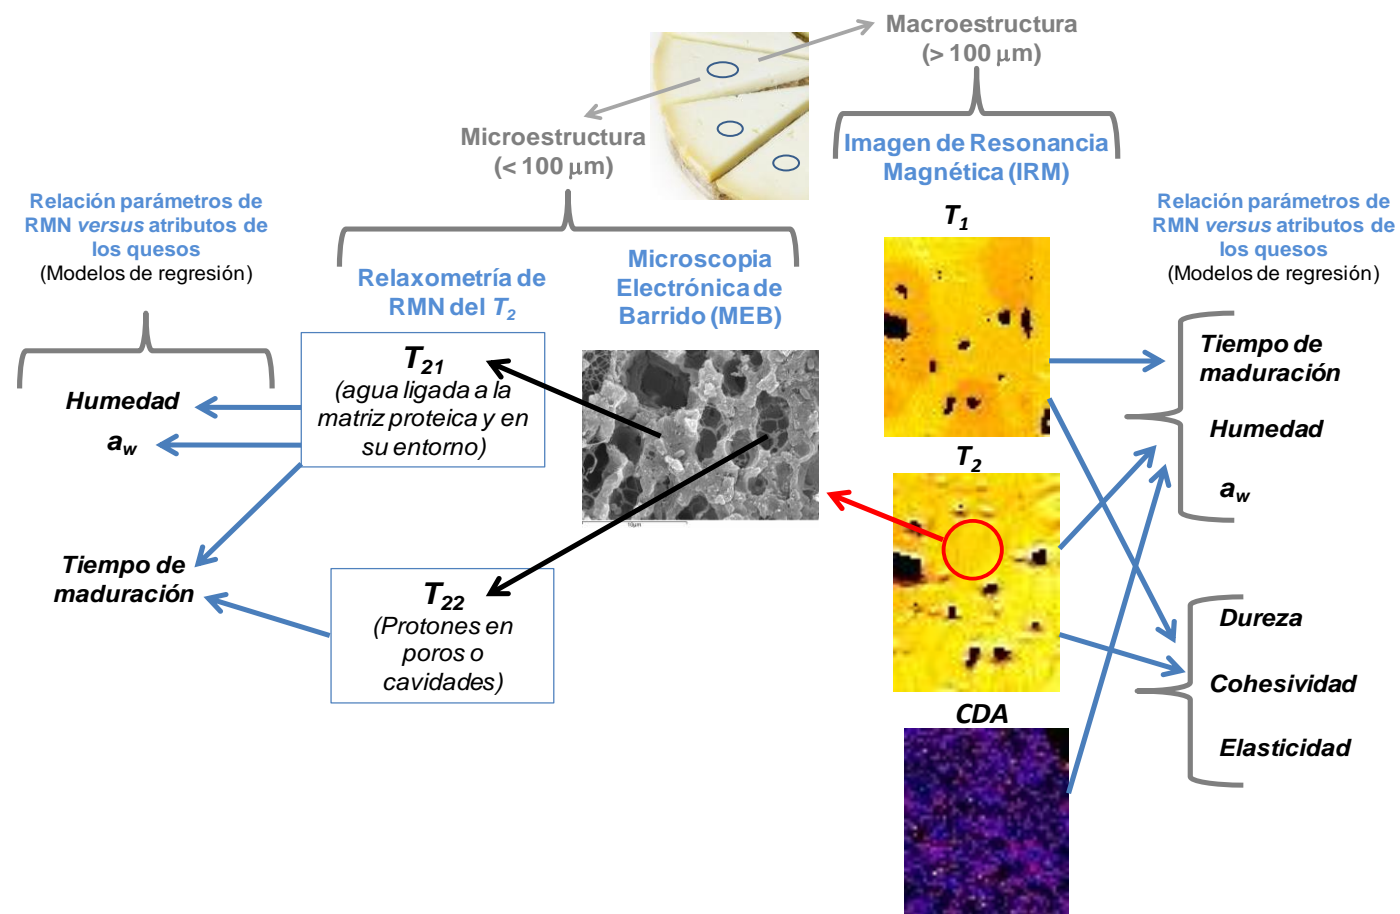 Macroestructura
(> 100 μm)
Microestructura
(< 100 μm)
Imagen de Resonancia
Magnética (IRM)
Relación parámetros de
RMN versus atributos de
los quesos
(Modelos de regresión)
Relaxometría de
RMN del T2
Microscopia
Electrónica de
Barrido (MEB)
T1
Relación parámetros de
RMN versus atributos de
los quesos
(Modelos de regresión)
T21
(agua ligada a la
matriz proteica y en
su entorno)
Humedad
aw
Tiempo de
maduración
T22
(Protones en
poros o
cavidades)
10μm
T2
CDA
Tiempo de
maduración
Humedad
aw
Dureza
Cohesividad
Elasticidad